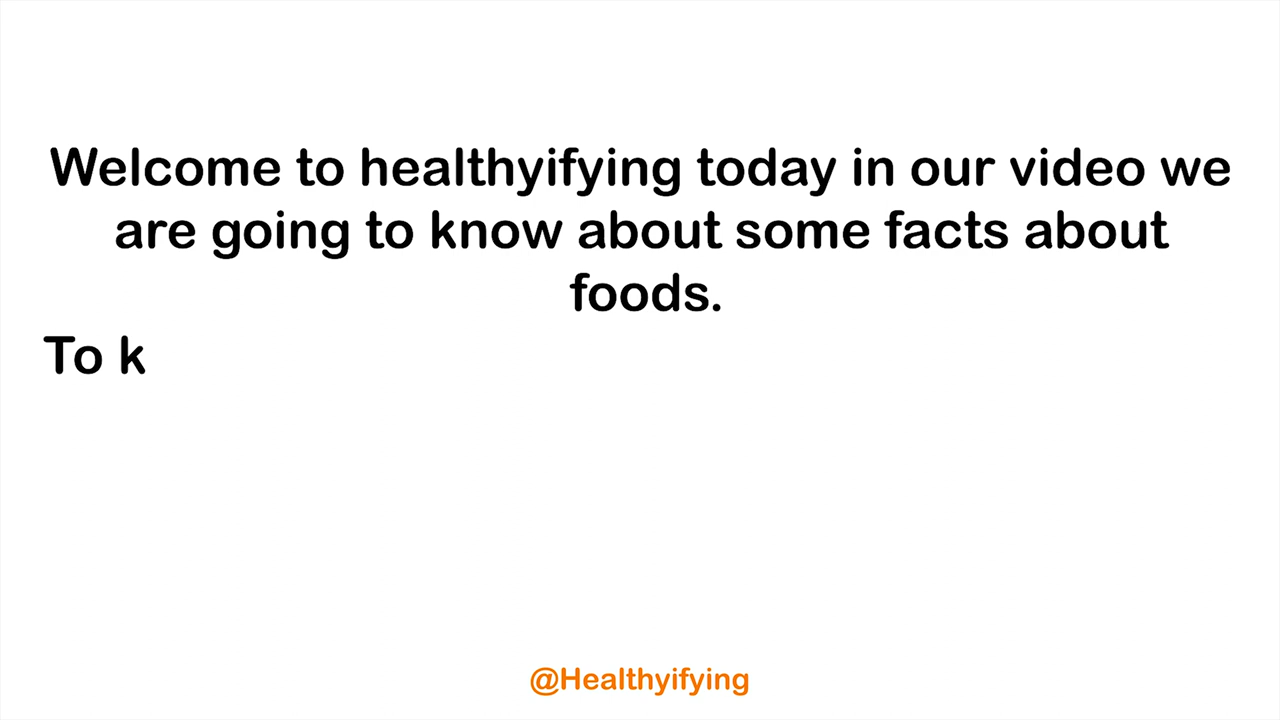 Welcome to healthyifying today in our video we
are going to know about some facts about
foods.
To k
@Healthyifying